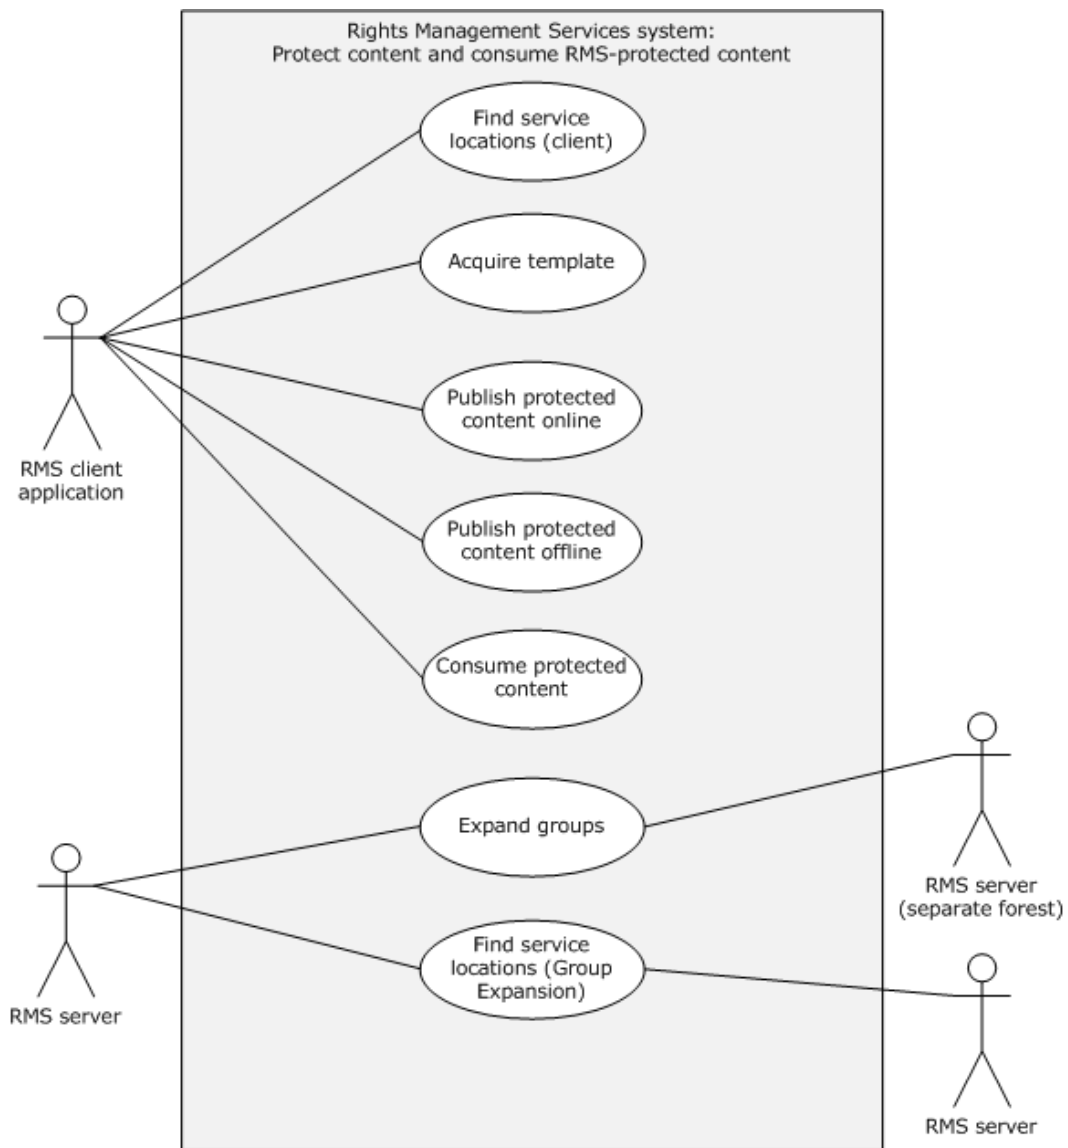 Rights Management Services system:
Protect content and consume RMS-protected content
Find service
locations (client)
Acquire template
Publish protected
content online
RMS client
application
Publish protected
content offline
Consume protected
content
Expand groups
RMS server
(separate forest)
Find service
locations (Group
Expansion)
RMS server
RMS server